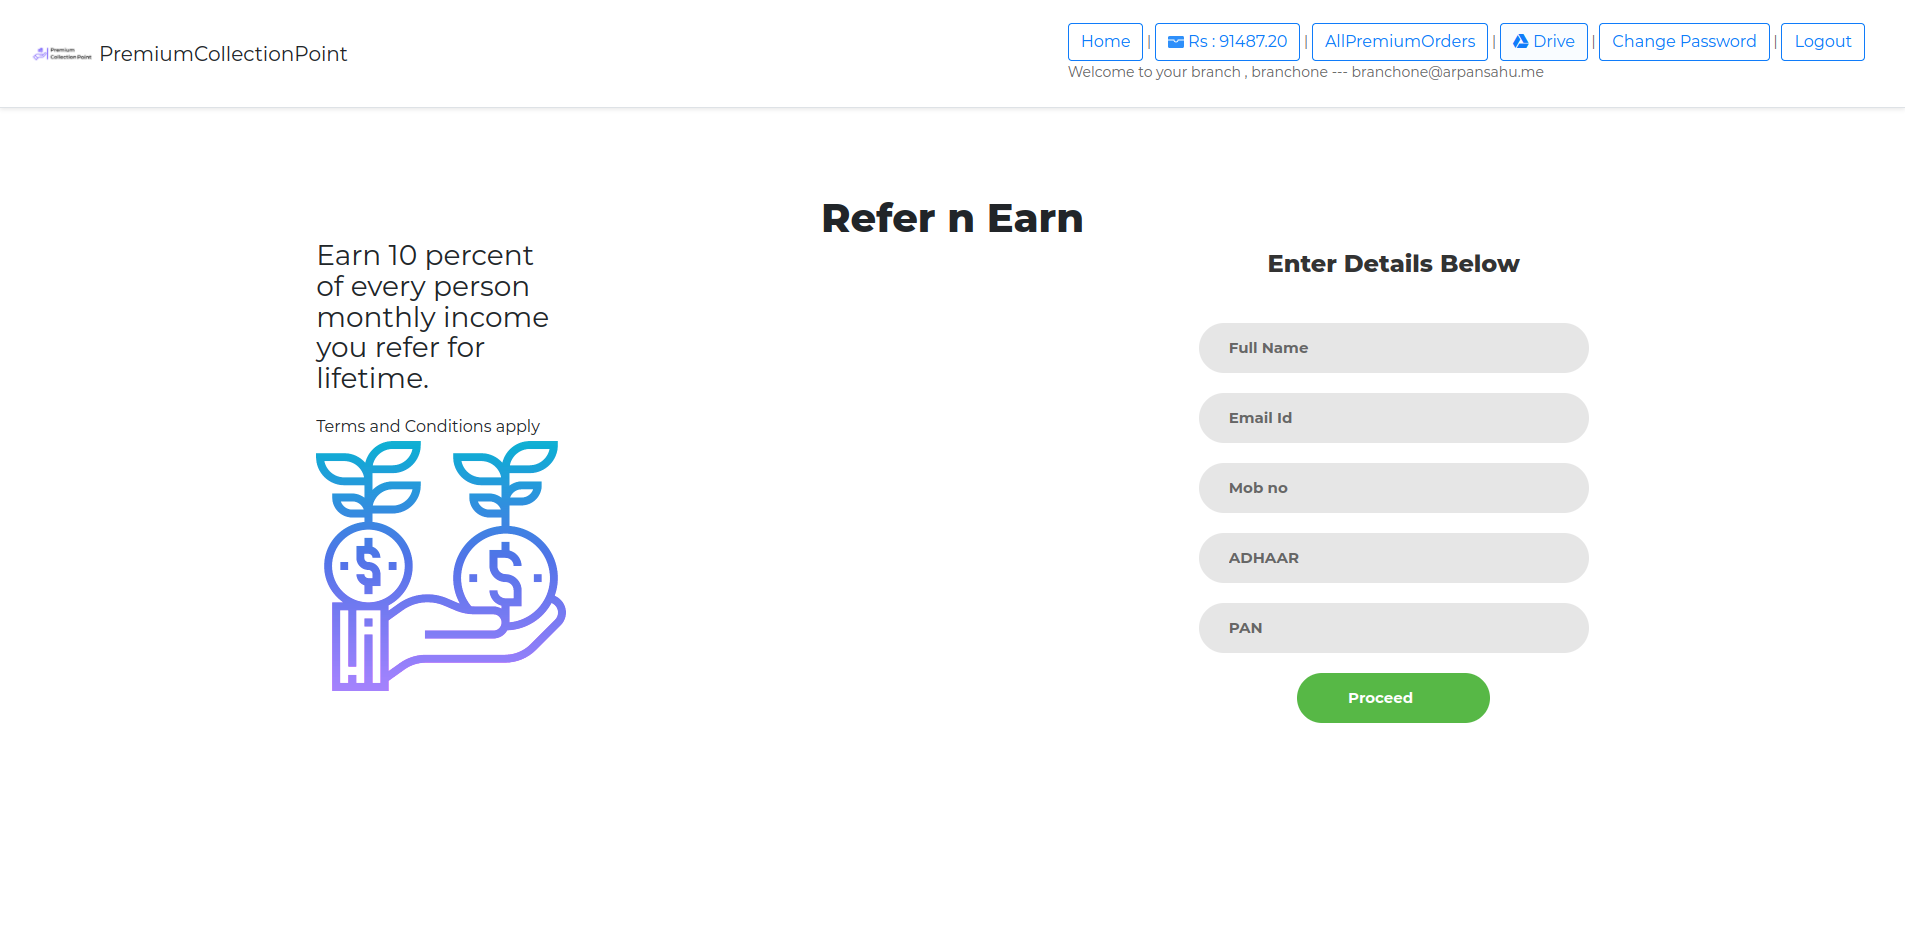 Premium
Collection Point
PremiumCollectionPoint
Home | Rs : 91487.20 | AllPremiumOrders | Drive | Change Password | Logout
Welcome to your branch , branchone --- branchone@arpansahu.me
Refer n Earn
Earn 10 percent
of every person
monthly income
you refer for
lifetime.
Terms and Conditions apply
$ $
Enter Details Below
Full Name
Email Id
Mob no
ADHAAR
PAN
Proceed